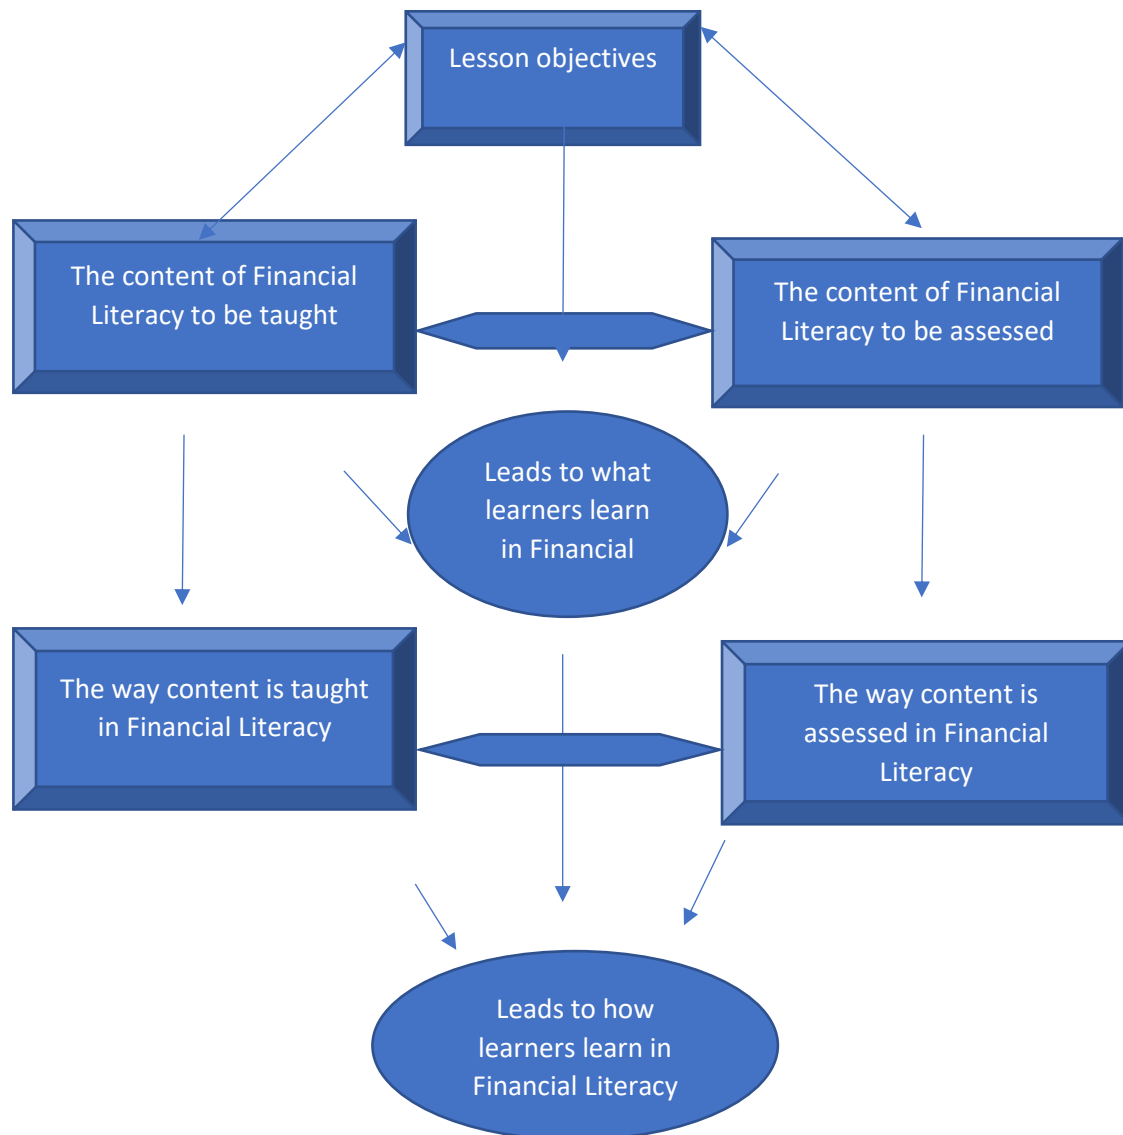 Lesson objectives
The content of Financial
Literacy to be taught
The content of Financial
Literacy to be assessed
Leads to what
learners learn
in Financial
The way content is taught
in Financial Literacy
The way content is
assessed in Financial
Literacy
Leads to how
learners learn in
Financial Literacy